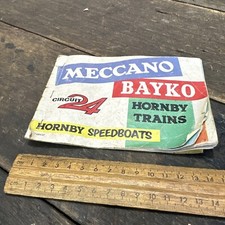 MECCANO
BAYKO
CIRCUIT
24
HORNBY
TRAINS
HORNBY SPEEDBOATS